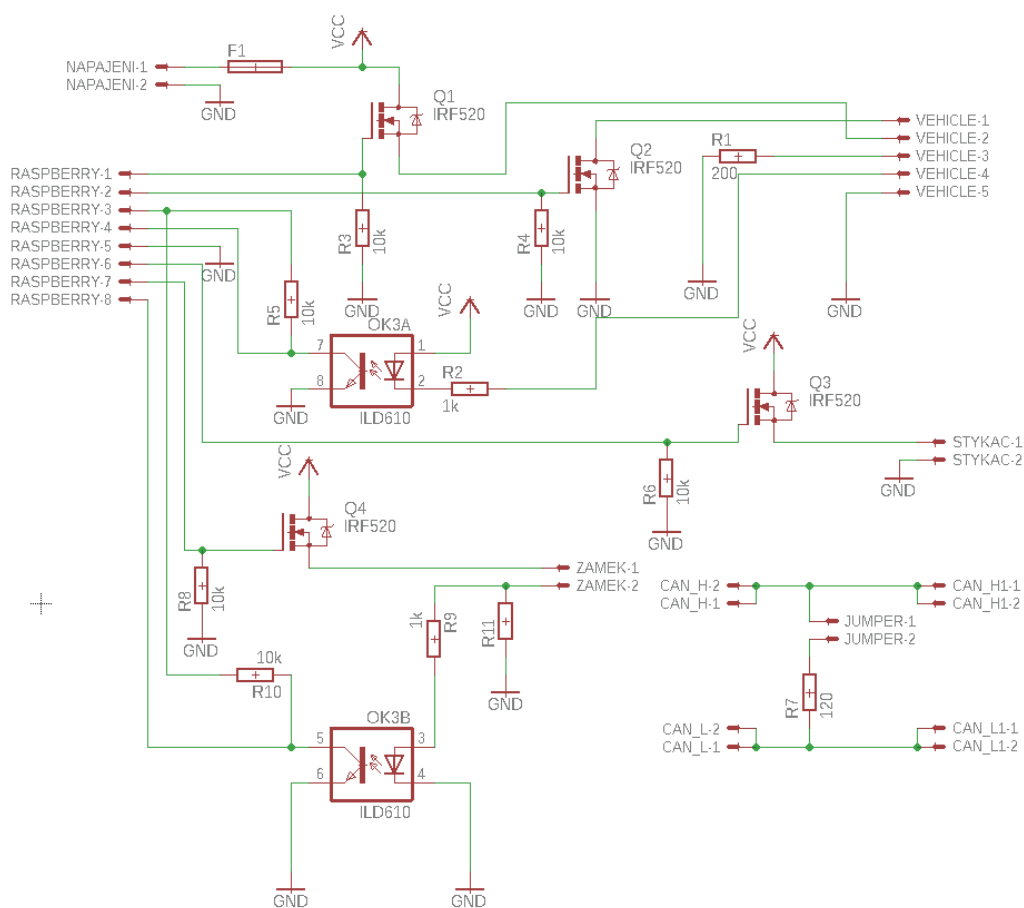 VCC
F1
NAPAJENI-1
NAPAJENI-2
GND
Q1
IRF520
VEHICLE-1
VEHICLE-2
VEHICLE-3
VEHICLE-4
VEHICLE-5
R1
200
Q2
IRF520
RASPBERRY-1
RASPBERRY-2
RASPBERRY-3
RASPBERRY-4
RASPBERRY-5
RASPBERRY-6
RASPBERRY-7
RASPBERRY-8
GND
R3
10k
R4
10k
GND
GND
GND
GND
GND
R5
10k
VCC
OK3A
7
8
1
2
ILD610
GND
R2
1k
VCC
Q3
IRF520
STYKAC-1
STYKAC-2
GND
R6
10k
GND
VCC
Q4
IRF520
R8
10k
GND
ZAMEK-1
ZAMEK-2
1k
R9
R11
GND
10k
R10
OK3B
5
6
3
4
ILD610
GND
GND
CAN_H-2
CAN_H-1
CAN_H1-1
CAN_H1-2
JUMPER-1
JUMPER-2
R7
120
CAN_L-2
CAN_L-1
CAN_L1-1
CAN_L1-2